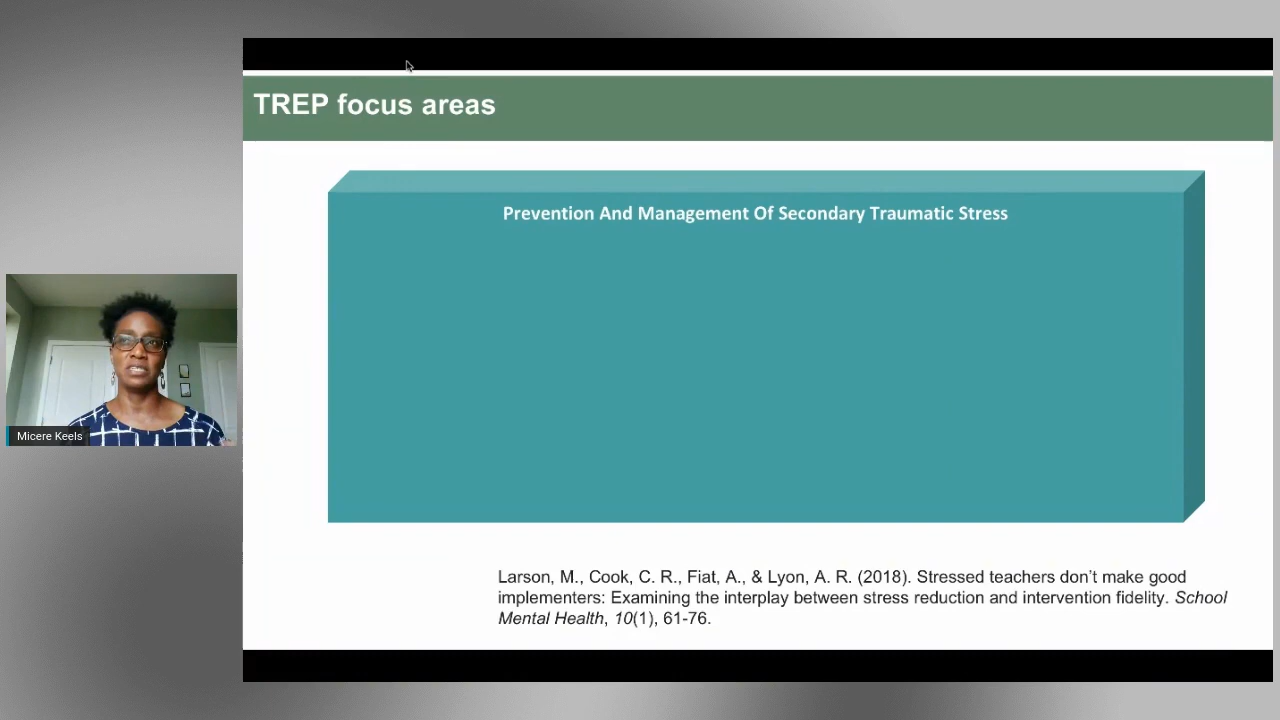 TREP focus areas
Prevention And Management Of Secondary Traumatic Stress
Micere Keels
Larson, M., Cook, C. R., Fiat, A., & Lyon, A. R. (2018). Stressed teachers don’t make good
implementers: Examining the interplay between stress reduction and intervention fidelity. School
Mental Health, 10(1), 61-76.